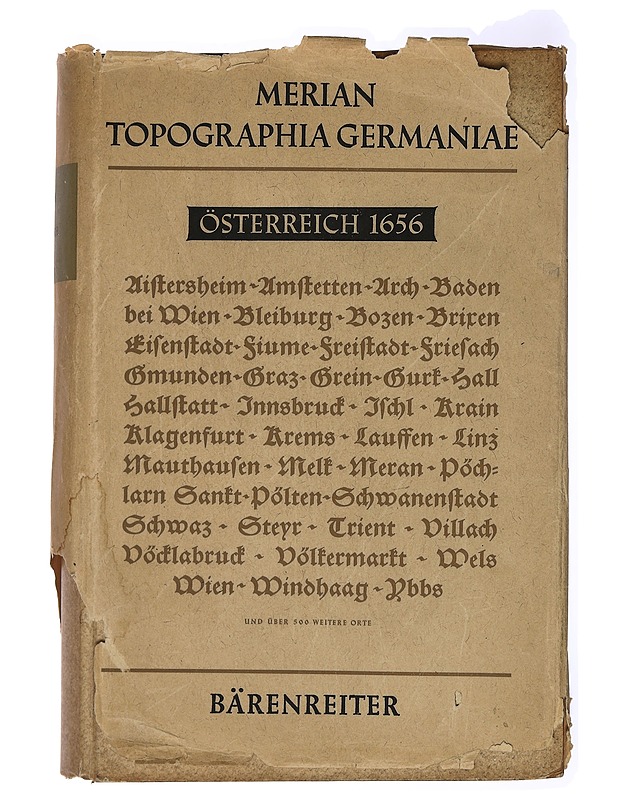 MERIAN
TOPOGRAPHIA GERMANIAE
ÖSTERREICH 1656
Aistersheim-Amstetten-Arch-Baden
bei Wien-Bleiburg-Bozen-Brixen
Eisenstadt-Fiume-Freistadt-Friesach
Gmunden-Graz-Grein-Gurk-Hall
Hallstatt - Innsbruck - Ischl - Krain
Klagenfurt - Krems - Lauffen - Linz
Mauthausen - Melk - Meran - Pöch=
larn Sankt-Pölten-Schwanenstadt
Schwaz - Steyr - Trient - Villach
Vöcklabruck - Völkermarkt - Wels
Wien-Windhaag-Ybbs
UND ÜBER 500 WEITERE ORTE
BÄRENREITER